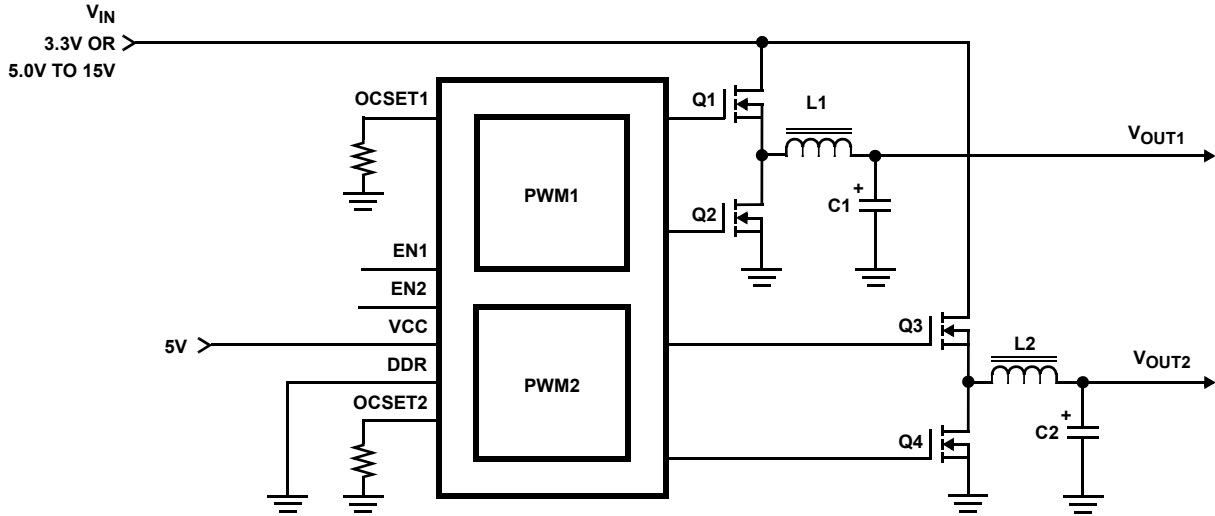 VIN
3.3V OR
5.0V TO 15V
OCSET1
Q1
L1
VOUT1
PWM1
+
C1
Q2
EN1
EN2
VCC
5V
Q3
L2
DDR
PWM2
VOUT2
OCSET2
+
C2
Q4